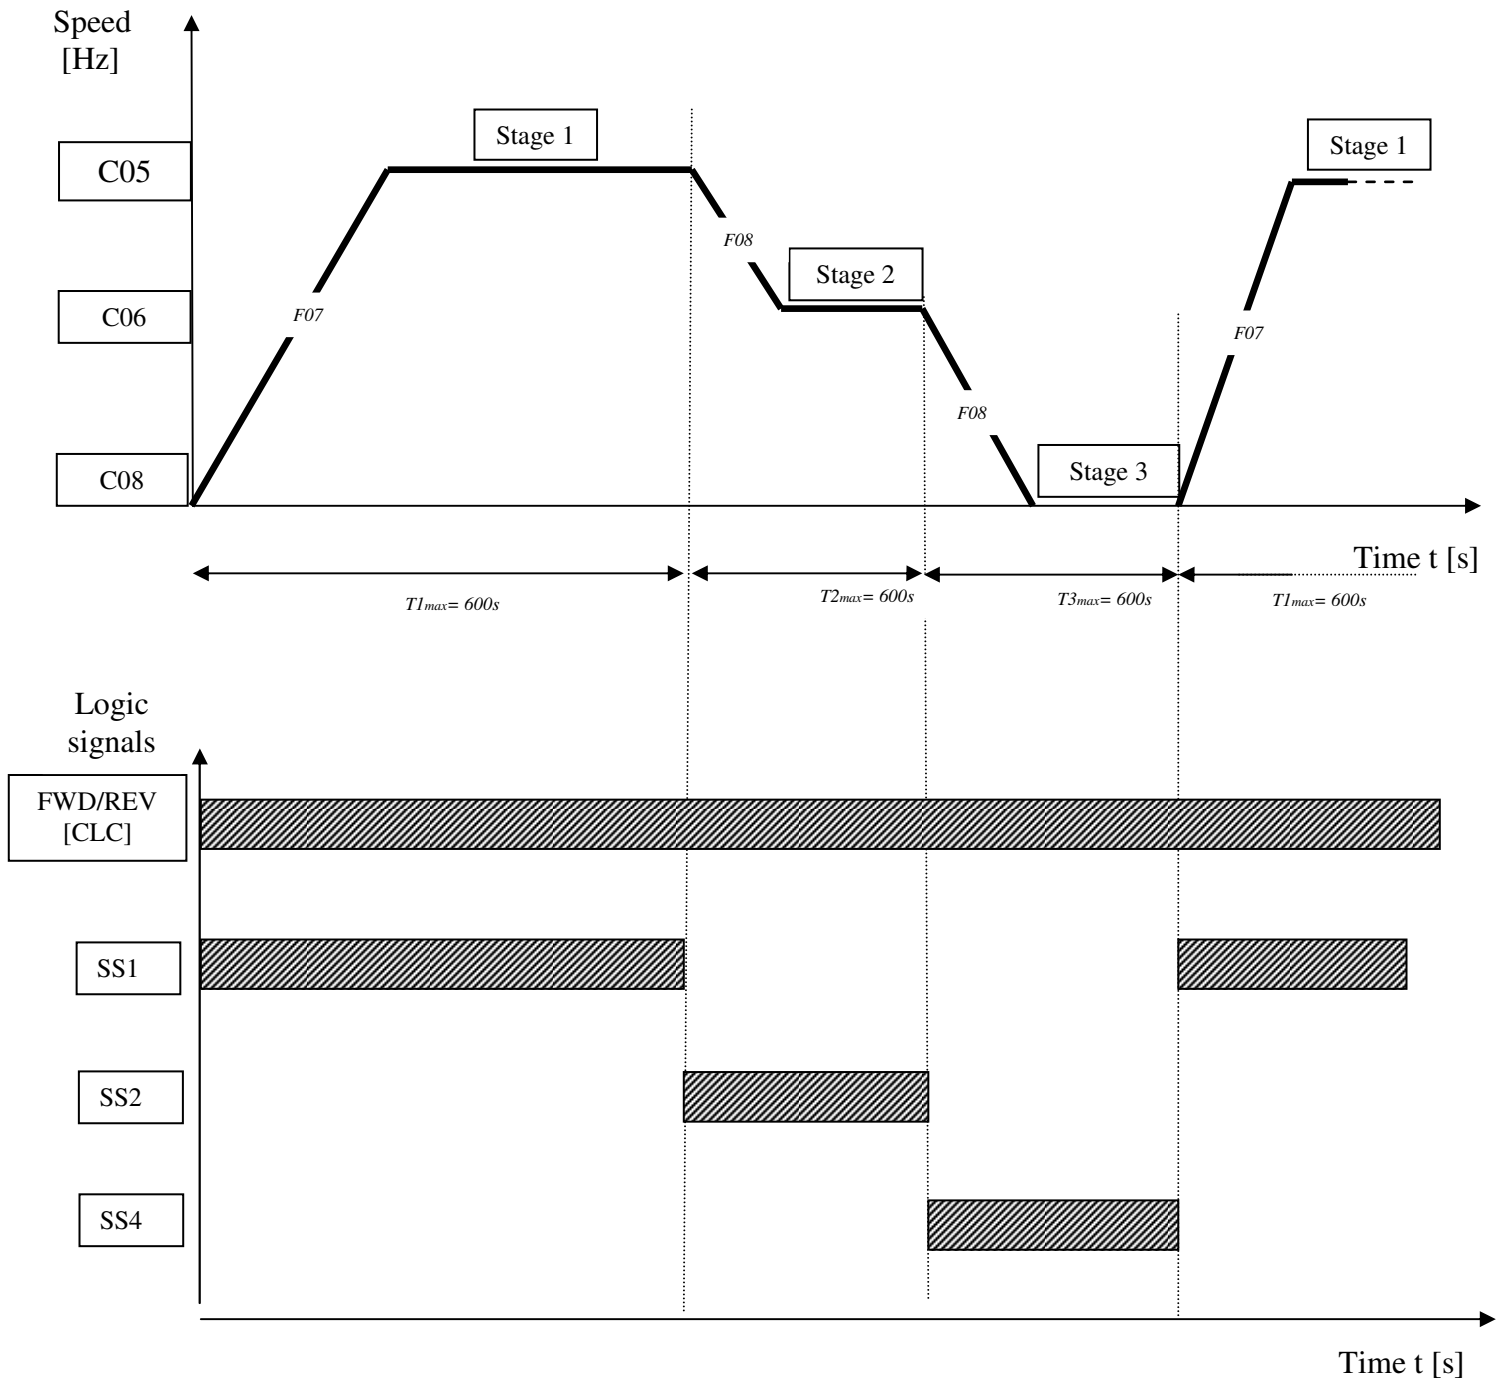 Speed
[Hz]
Stage 1
Stage 1
C05
F08
Stage 2
C06
F07
F07
F08
Stage 3
C08
Time t [s]
T1max= 600s
T2max= 600s
T3max= 600s
T1max= 600s
Logic
signals
FWD/REV
[CLC]
SS1
SS2
SS4
Time t [s]